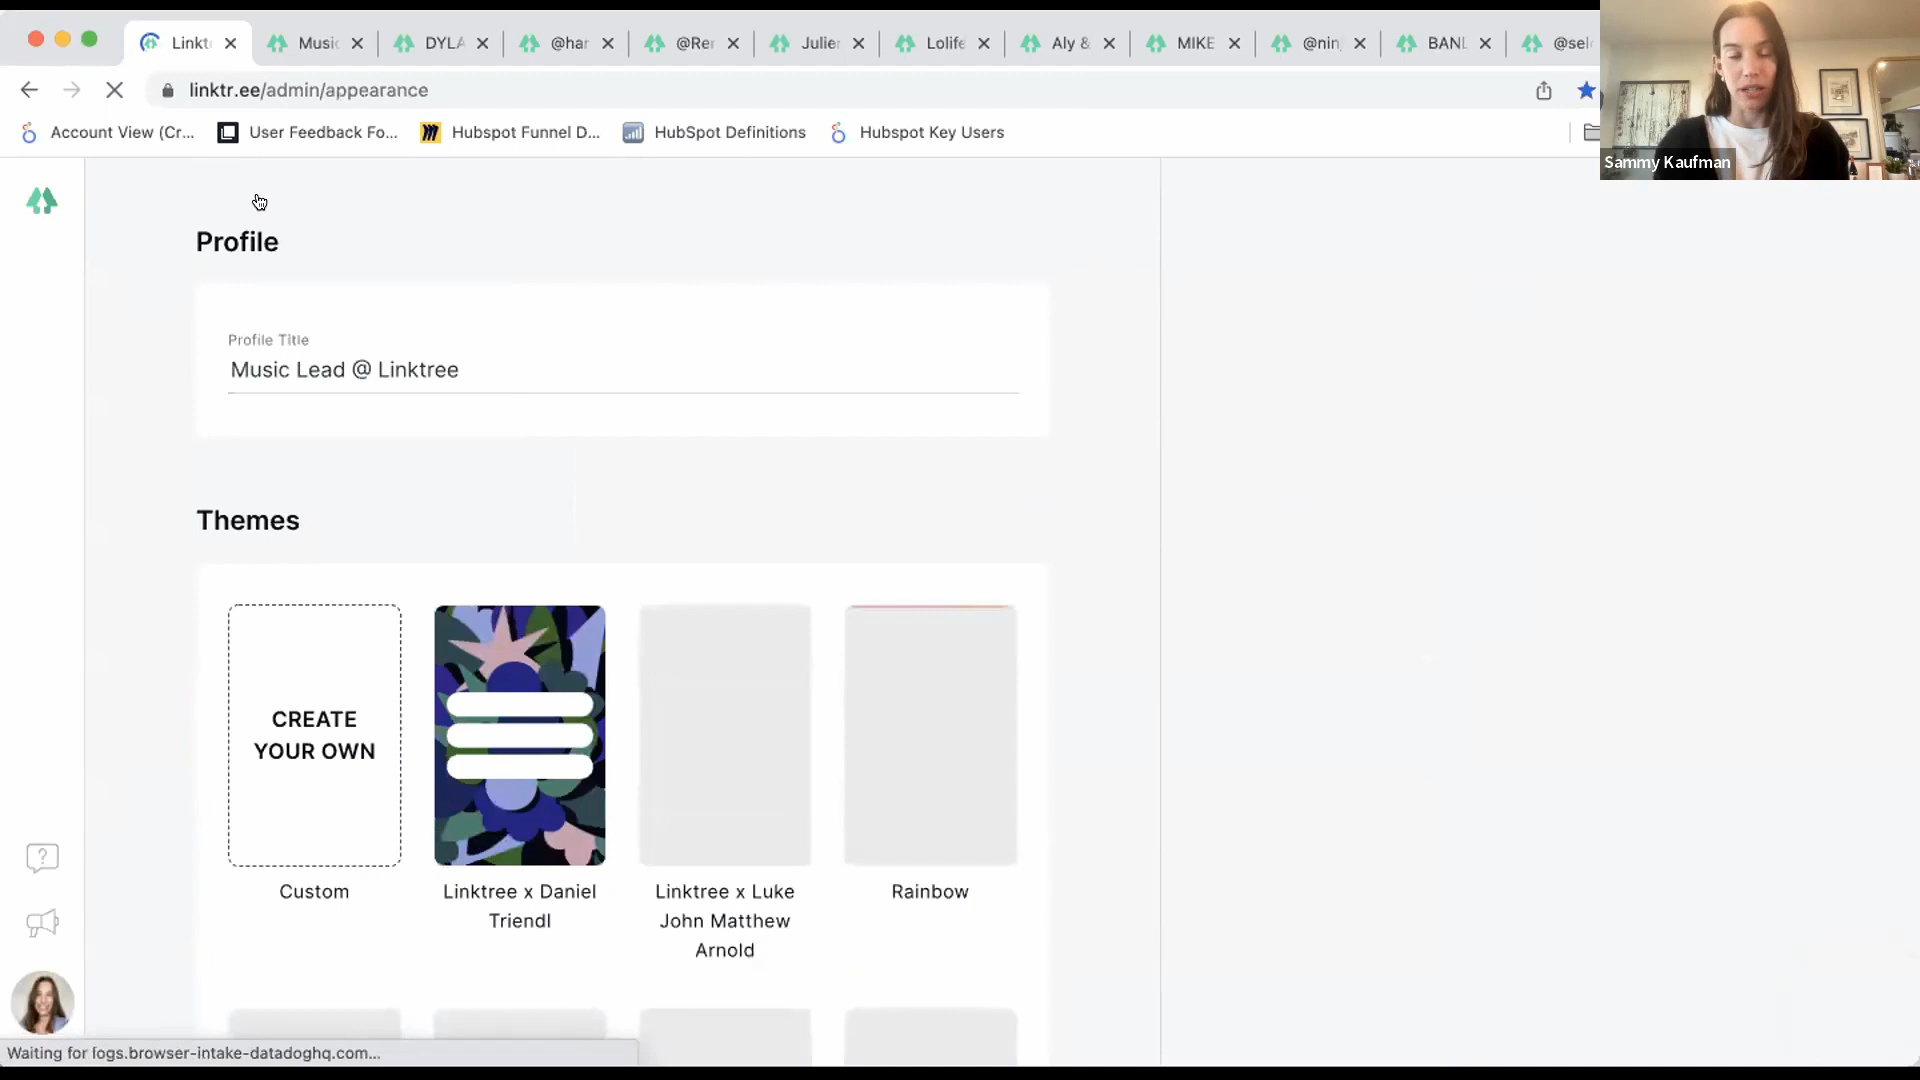 Linkt
Music
DYLA
@har
@Rer
Julier
Lolife
Aly &
MIKE
@nin
BANL
@sel
linktr.ee/admin/appearance
Account View (Cr...
User Feedback Fo...
Hubspot Funnel D...
HubSpot Definitions
Hubspot Key Users
Sammy Kaufman
Profile
Profile Title
Music Lead @ Linktree
Themes
CREATE
YOUR OWN
Custom
Linktree x Daniel
Triendl
Linktree x Luke
John Matthew
Arnold
Rainbow
Waiting for logs.browser-intake-datadoghq.com...